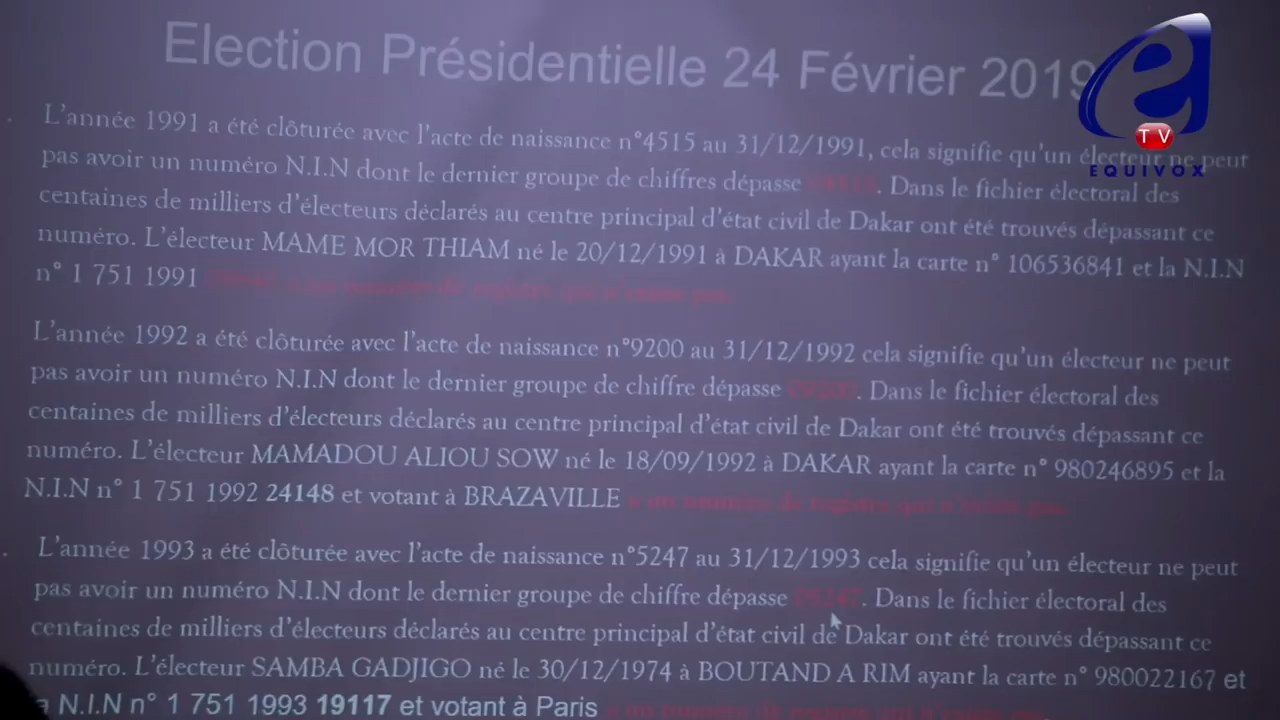 Election Présidentielle 24 Février 2019
L'année 1991 a été clôturée avec l'acte de naissance n°4515 au 31/12/1991, cela signifie qu'un électeur ne peut
pas avoir un numéro N.I.N dont le dernier groupe de chiffres dépasse . Dans le fichier électoral des
centaines de milliers d'électeurs déclarés au centre principal d'état civil de Dakar ont été trouvés dépassant ce
numéro. L'électeur MAME MOR THIAM né le 20/12/1991 à DAKAR ayant la carte n° 106536841 et la N.I.N
n° 1 751 1991
L'année 1992 a été clôturée avec l'acte de naissance n°9200 au 31/12/1992 cela signifie qu'un électeur ne peut
pas avoir un numéro N.I.N dont le dernier groupe de chiffre dépasse 09200. Dans le fichier électoral des
centaines de milliers d'électeurs déclarés au centre principal d'état civil de Dakar ont été trouvés dépassant ce
numéro. L'électeur MAMADOU ALIOU SOW né le 18/09/1992 à DAKAR ayant la carte n° 980246895 et la
N.I.N n° 1 751 1992 24148 et votant à BRAZAVILLE a un numéro de registre qui n'existe pas.
L'année 1993 a été clôturée avec l'acte de naissance n°5247 au 31/12/1993 cela signifie qu'un électeur ne peut
pas avoir un numéro N.I.N dont le dernier groupe de chiffre dépasse 05247. Dans le fichier électoral des
centaines de milliers d'électeurs déclarés au centre principal d'état civil de Dakar ont été trouvés dépassant ce
numéro. L'électeur SAMBA GADJIGO né le 30/12/1974 à BOUTAND A RIM ayant la carte n° 980022167 et
a N.I.N n° 1 751 1993 19117 et votant à Paris
e
TV
EQUIVOX